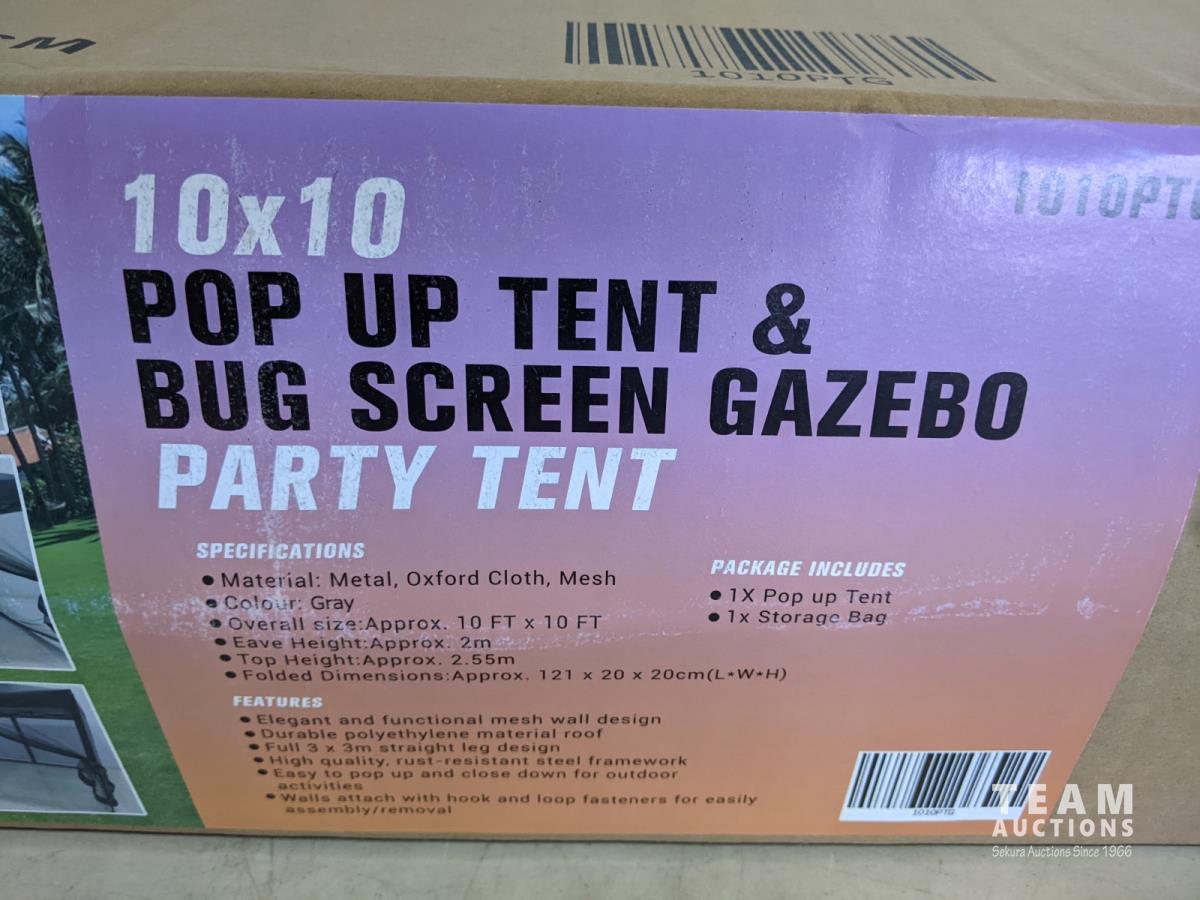 CM
1010PTG
10x10
1010PTG
POP UP TENT &
BUG SCREEN GAZEBO
PARTY TENT
SPECIFICATIONS
● Material: Metal, Oxford Cloth, Mesh
● Colour: Gray
● Overall size:Approx. 10 FT x 10 FT
● Eave Height:Approx. 2m
● Top Height:Approx. 2.55m
● Folded Dimensions:Approx. 121 x 20 x 20cm(L*W*H)
PACKAGE INCLUDES
● 1X Pop up Tent
● 1x Storage Bag
FEATURES
● Elegant and functional mesh wall design
● Durable polyethylene material roof
● Full 3 x 3m straight leg design
● High quality, rust-resistant steel framework
● Easy to pop up and close down for outdoor
activities
● Walls attach with hook and loop fasteners for easily
assembly/removal
1010PTG
TEAM
AUCTIONS
Sekura Auctions Since 1966